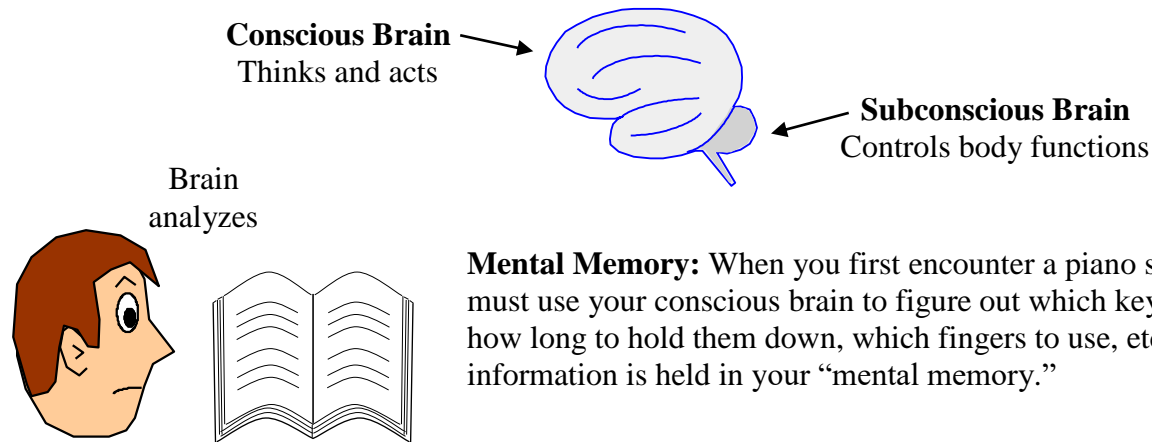 Conscious Brain
Thinks and acts
Subconscious Brain
Controls body functions
Brain
analyzes
Mental Memory: When you first encounter a piano
must use your conscious brain to figure out which
how long to hold them down, which fingers to use,
information is held in your “mental memory.”